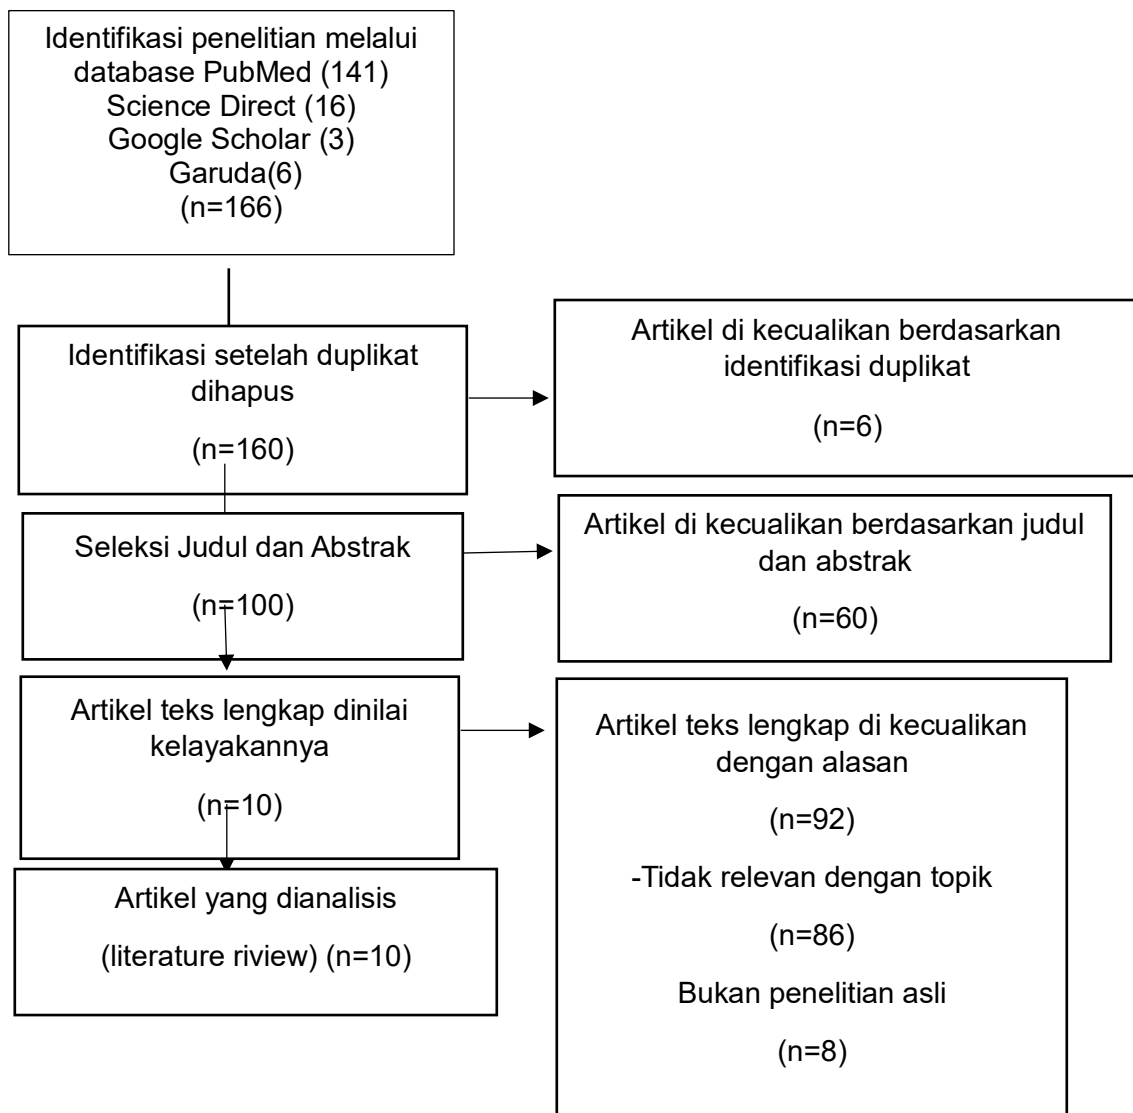 Identifikasi penelitian melalui
database PubMed (141)
Science Direct (16)
Google Scholar (3)
Garuda(6)
(n=166)
Identifikasi setelah duplikat
dihapus
(n=160)
Artikel di kecualikan berdasarkan
identifikasi duplikat
(n=6)
Seleksi Judul dan Abstrak
(n=100)
Artikel di kecualikan berdasarkan judul
dan abstrak
(n=60)
Artikel teks lengkap dinilai
kelayakannya
(n=10)
Artikel teks lengkap di kecualikan
dengan alasan
(n=92)
-Tidak relevan dengan topik
(n=86)
Bukan penelitian asli
(n=8)
Artikel yang dianalisis
(literature riview) (n=10)